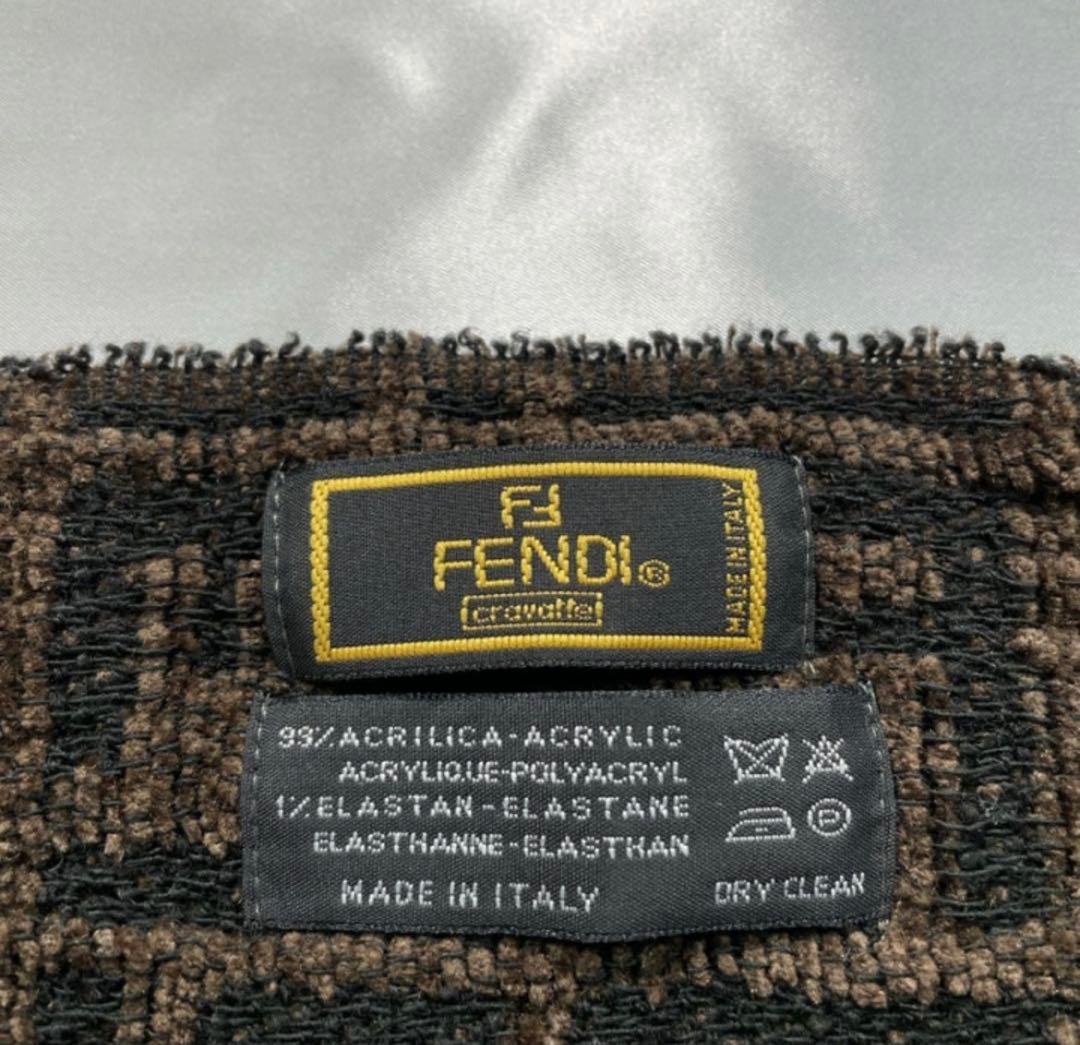 FF
FENDI®
cravatte
MADE IN ITALY
99%ACRILICA-ACRYLIC
ACRYLIQUE-POLYACRYL
1%ELASTAN-ELASTANE
ELASTHANNE-ELASTHAN
MADE IN ITALY
P
DRY CLEAN